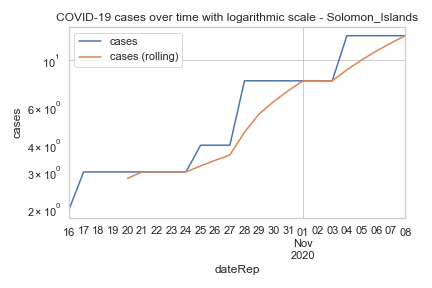 COVID-19 cases over time with logarithmic scale - Solomon_Islands
cases
cases (rolling)
10¹
6 × 10⁰
4 × 10⁰
3 × 10⁰
2 × 10⁰
cases
16 17 18 19 20 21 22 23 24 25 26 27 28 29 30 31 01 02 03 04 05 06 07 08
Nov
2020
dateRep